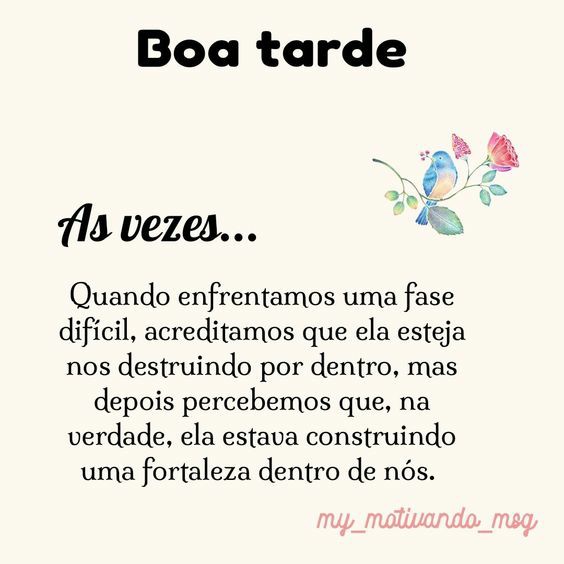 Boa tarde
As vezes...
Quando enfrentamos uma fase
difícil, acreditamos que ela esteja
nos destruindo por dentro, mas
depois percebemos que, na
verdade, ela estava construindo
uma fortaleza dentro de nós.
my_motivando_msg